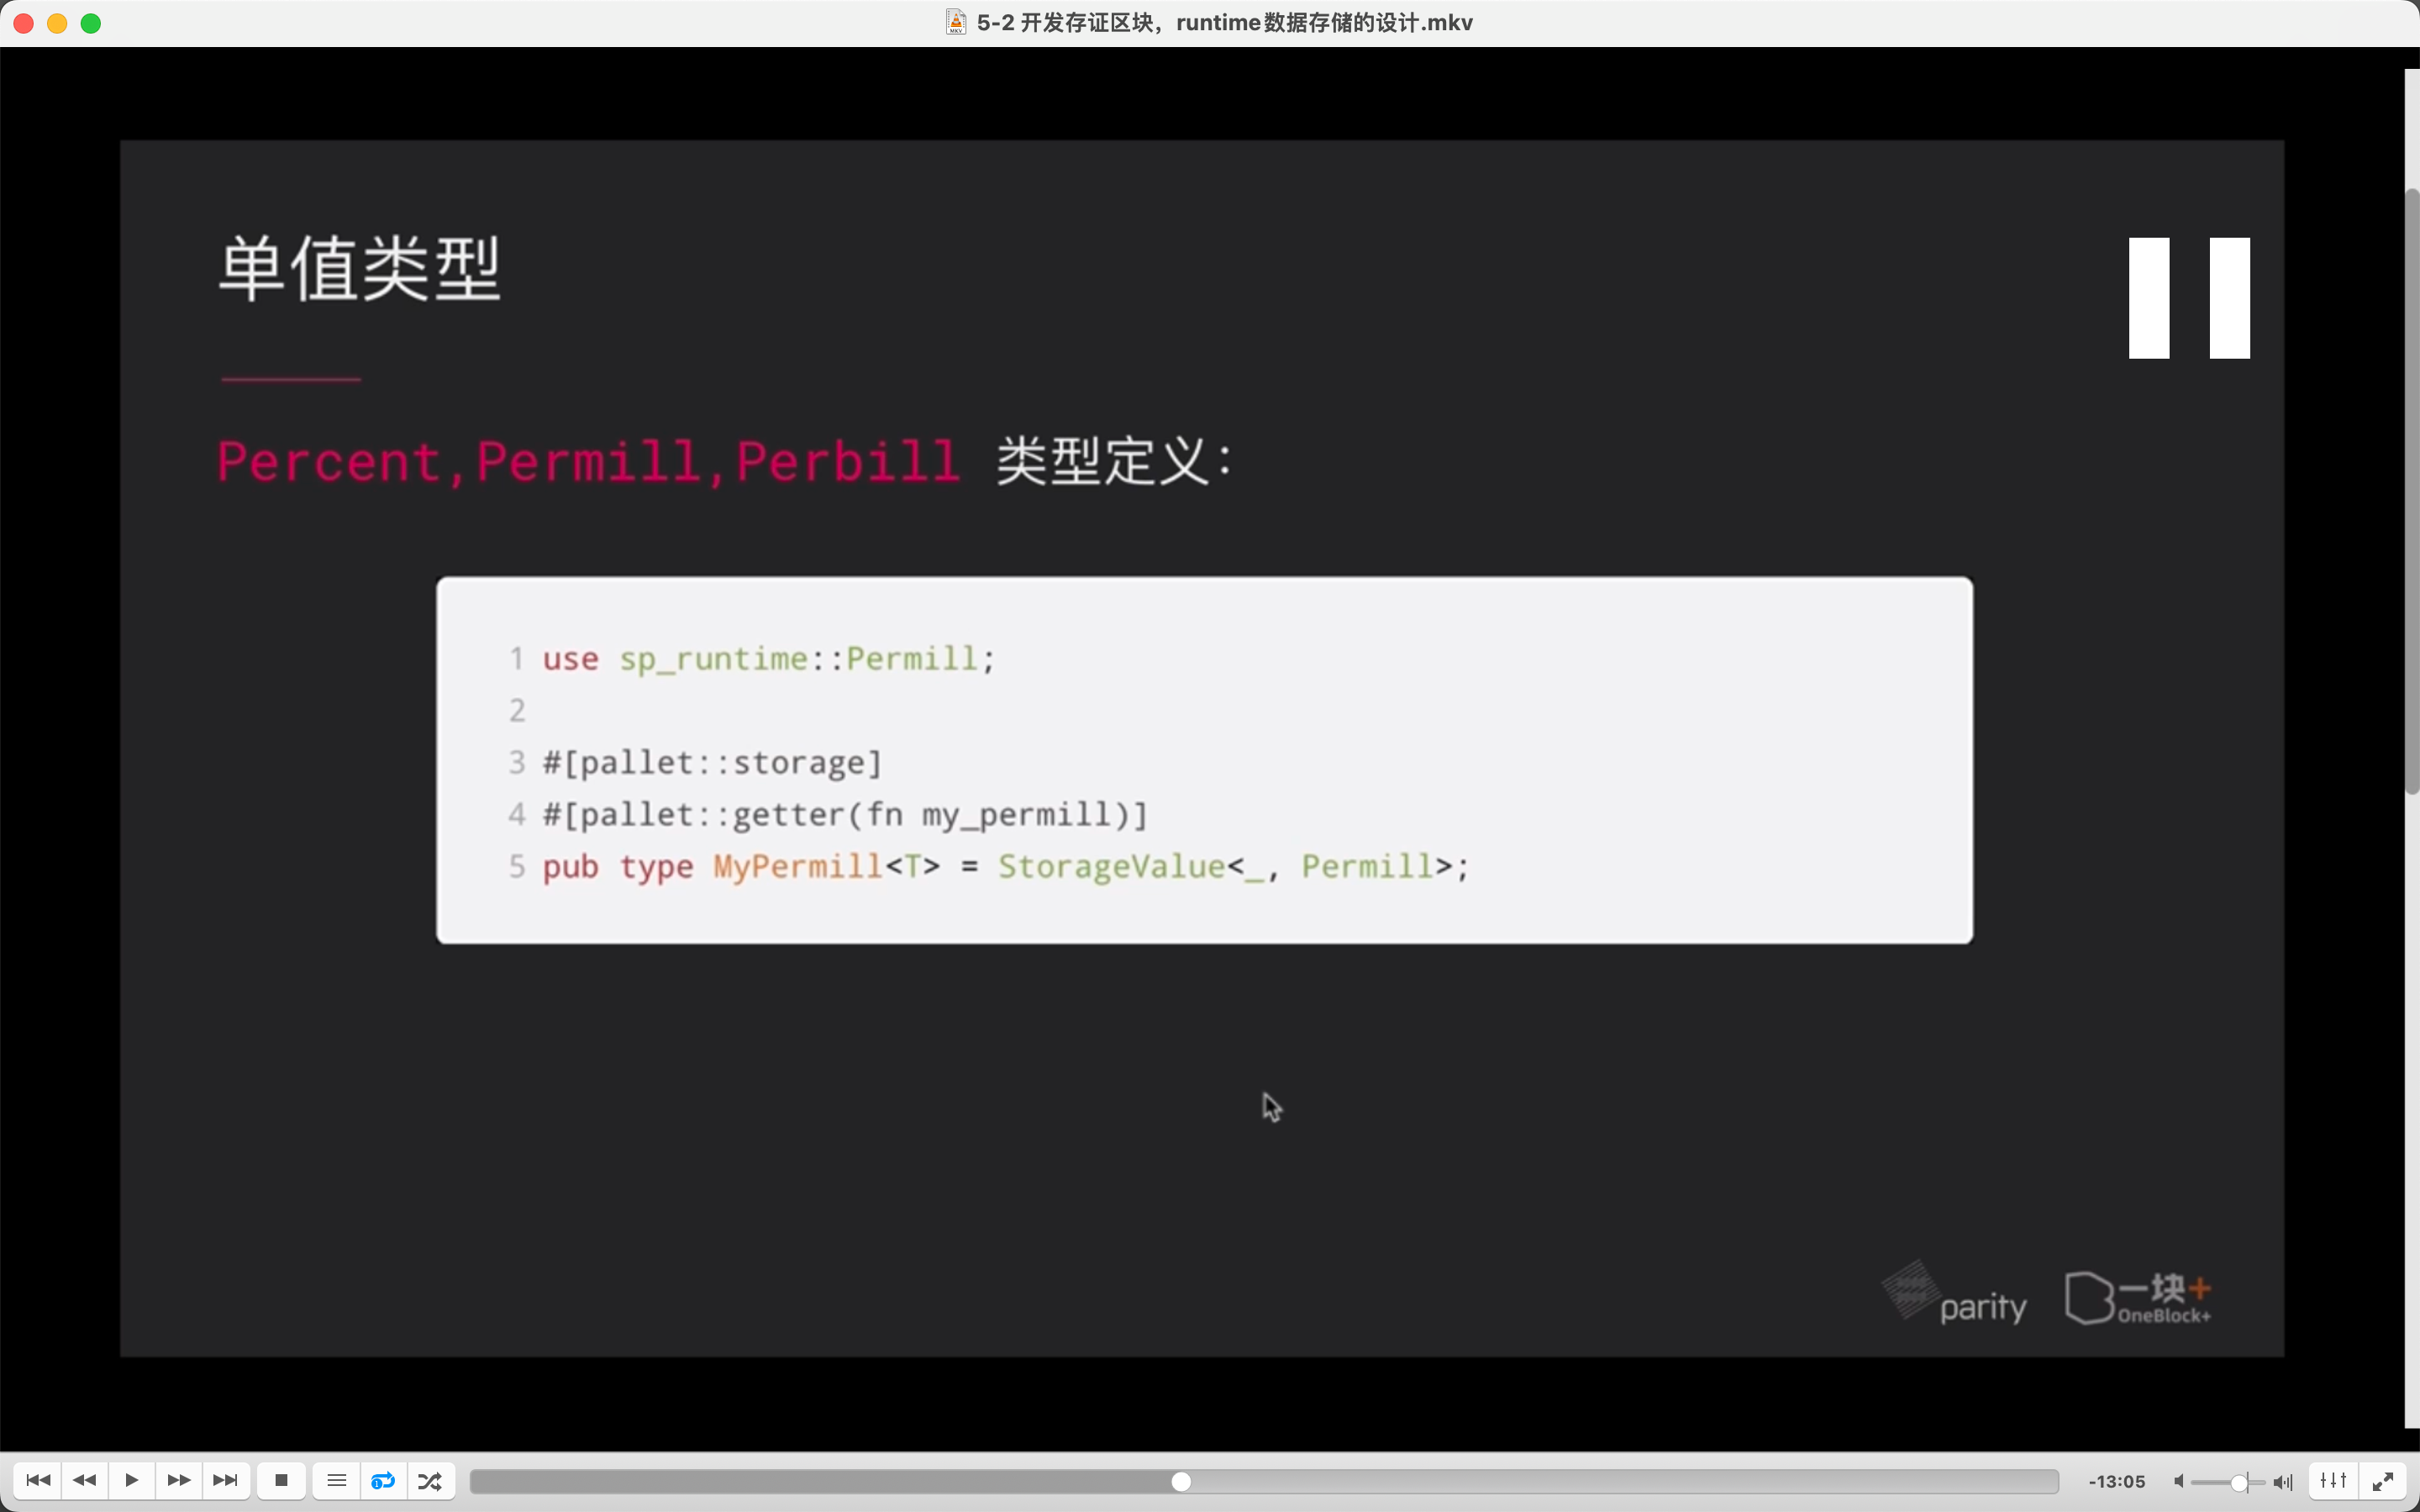 5-2 开发存证区块，runtime数据存储的设计.mkv
单值类型
Percent,Permill,Perbill 类型定义：
1 use sp_runtime::Permill;
2
3 #[pallet::storage]
4 #[pallet::getter(fn my_permill)]
5 pub type MyPermill<T> = StorageValue<_, Permill>;
parity
一块+
OneBlock+
-13:05